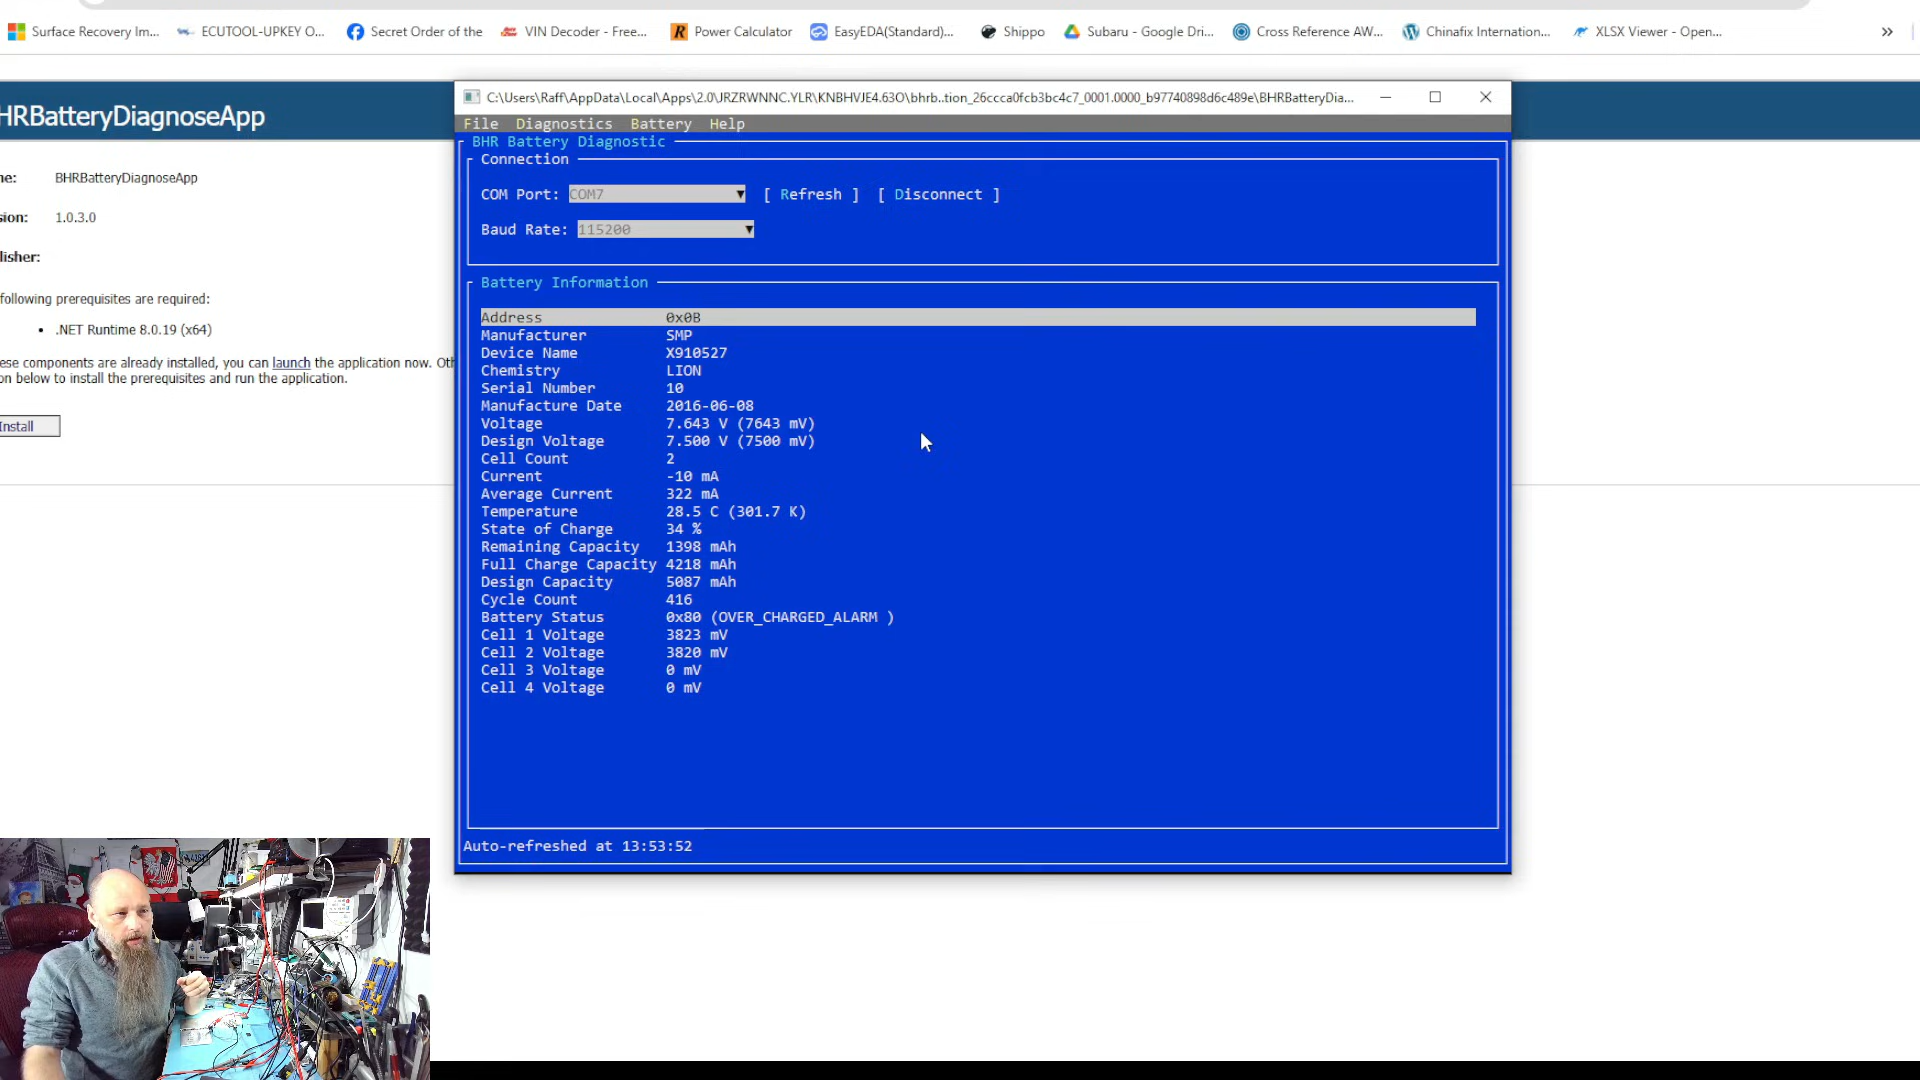 Surface Recovery Im... ECUTOOL-UPKEY O... Secret Order of the VIN Decoder - Free... Power Calculator EasyEDA(Standard)... Shippo Subaru - Google Dri... Cross Reference AW... Chinafix Internation... XLSX Viewer - Open... »
HRBatteryDiagnoseApp
ne: BHRBatteryDiagnoseApp
sion: 1.0.3.0
lisher:
following prerequisites are required:
• .NET Runtime 8.0.19 (x64)
ese components are already installed, you can launch the application now. Ot
on below to install the prerequisites and run the application.
Install
C:\Users\Raff\AppData\Local\Apps\2.0\JRZRWNNC.YLR\KNBHVJE4.63O\bhrb..tion_26ccca0fcb3bc4c7_0001.0000_b97740898d6c489e\BHRBatteryDia...
File Diagnostics Battery Help
BHR Battery Diagnostic
Connection
COM Port: COM7 ▼ [ Refresh ] [ Disconnect ]
Baud Rate: 115200 ▼
Battery Information
Address 0x0B
Manufacturer SMP
Device Name X910527
Chemistry LION
Serial Number 10
Manufacture Date 2016-06-08
Voltage 7.643 V (7643 mV)
Design Voltage 7.500 V (7500 mV)
Cell Count 2
Current -10 mA
Average Current 322 mA
Temperature 28.5 C (301.7 K)
State of Charge 34 %
Remaining Capacity 1398 mAh
Full Charge Capacity 4218 mAh
Design Capacity 5087 mAh
Cycle Count 416
Battery Status 0x80 (OVER_CHARGED_ALARM )
Cell 1 Voltage 3823 mV
Cell 2 Voltage 3820 mV
Cell 3 Voltage 0 mV
Cell 4 Voltage 0 mV
Auto-refreshed at 13:53:52